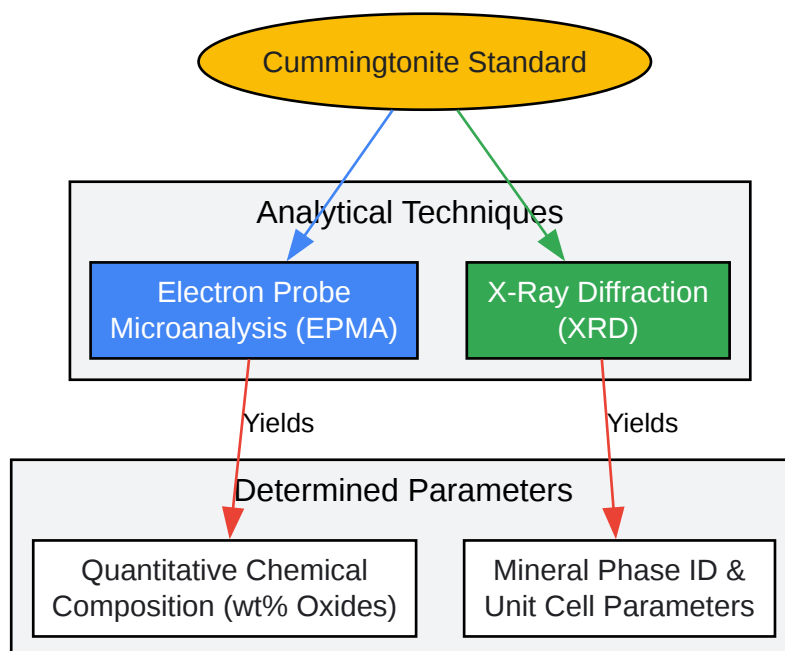 Cummingtonite Standard
Analytical Techniques
Electron Probe
Microanalysis (EPMA)
X-Ray Diffraction
(XRD)
Yields
Yields
Determined Parameters
Quantitative Chemical
Composition (wt% Oxides)
Mineral Phase ID &
Unit Cell Parameters